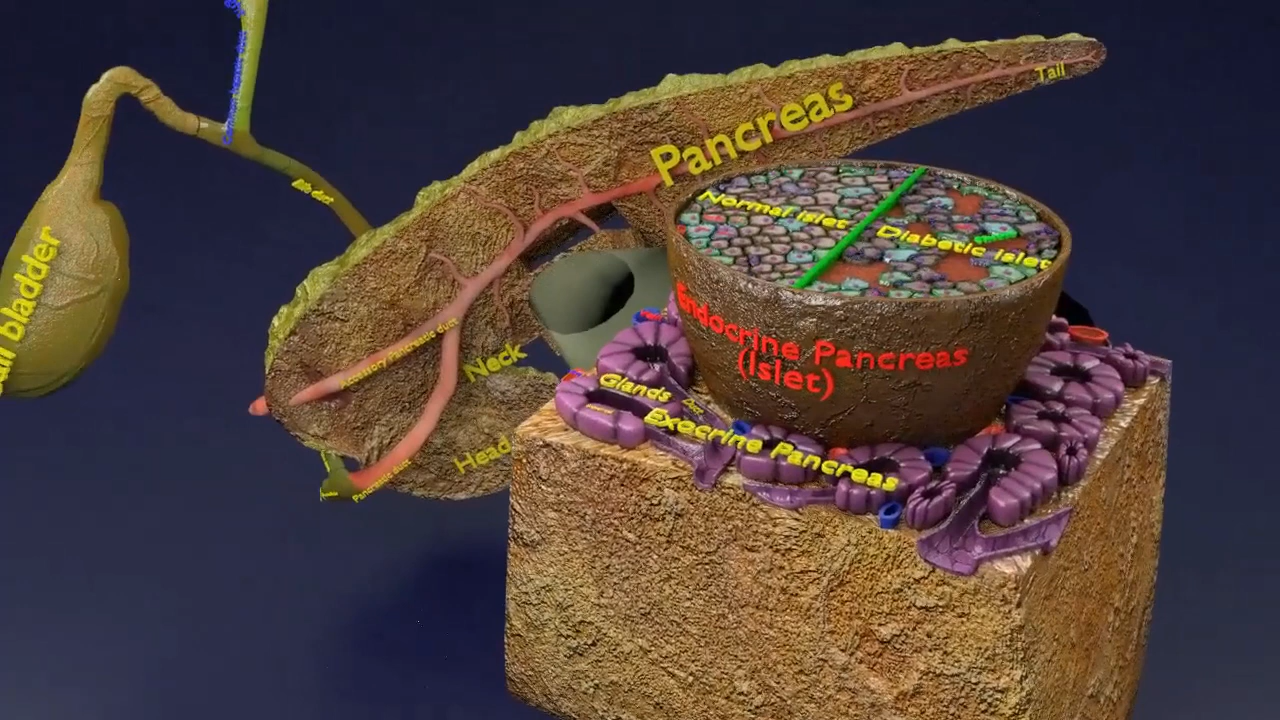 Pancreas
Tail
Normal islet
Diabetic islet
Bile duct
all bladder
Endocrine Pancreas
(Islet)
Accessory Pancreatic duct
Neck
Glands
Exocrine Pancreas
Head
Pancreatic duct